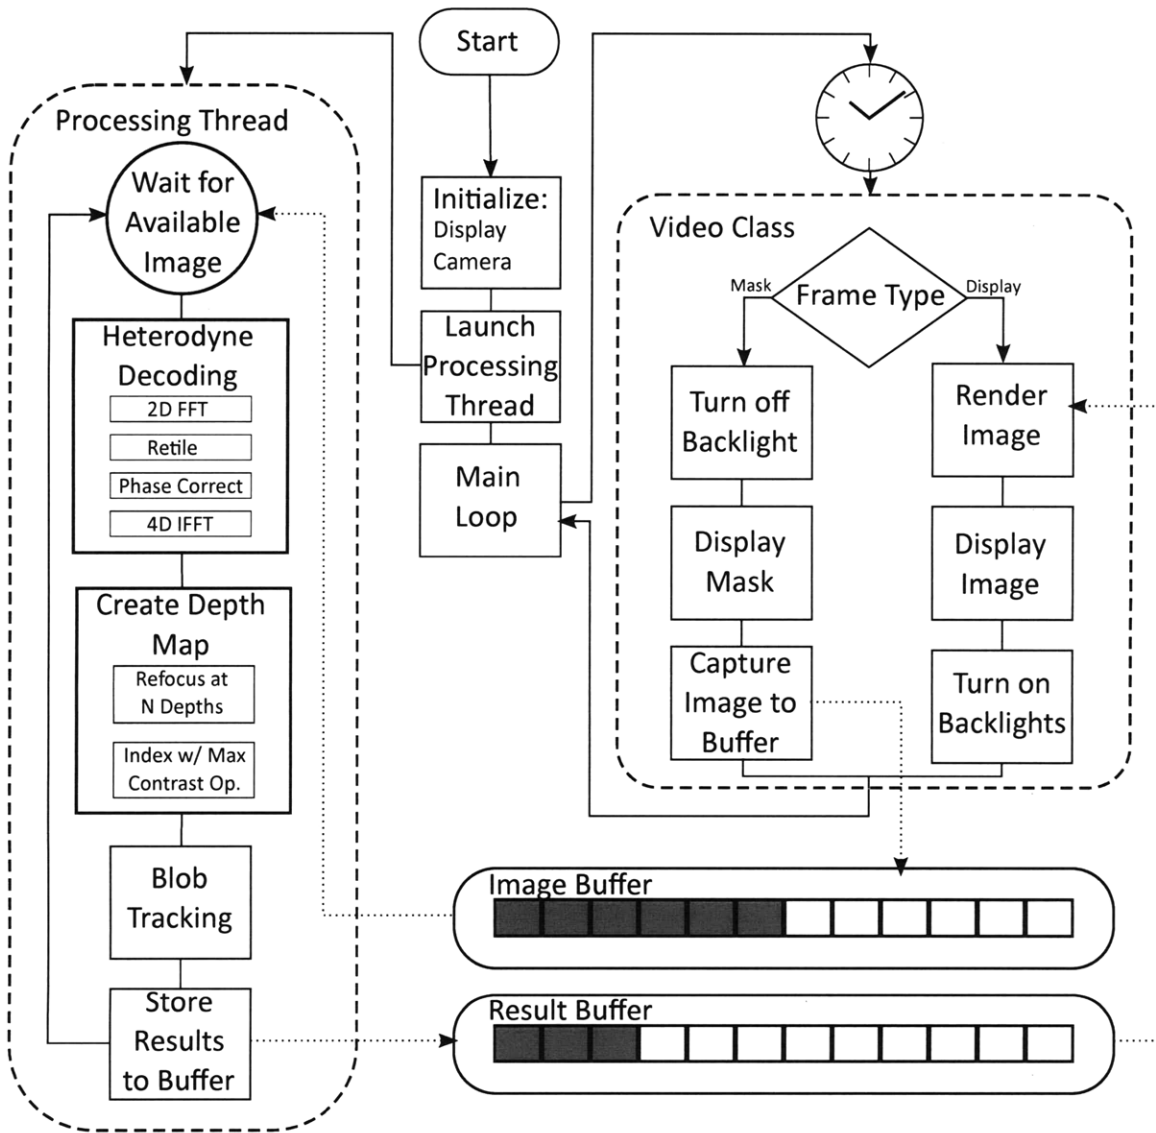 Start
Processing Thread
Wait for
Available
Image
Heterodyne
Decoding
2D FFT
Retile
Phase Correct
4D IFFT
Create Depth
Map
Refocus at
N Depths
Index w/ Max
Contrast Op.
Blob
Tracking
Store
Results
to Buffer
Initialize:
Display
Camera
Launch
Processing
Thread
Main
Loop
Video Class
Frame Type
Mask
Display
Turn off
Backlight
Display
Mask
Capture
Image to
Buffer
Render
Image
Display
Image
Turn on
Backlights
Image Buffer
Result Buffer